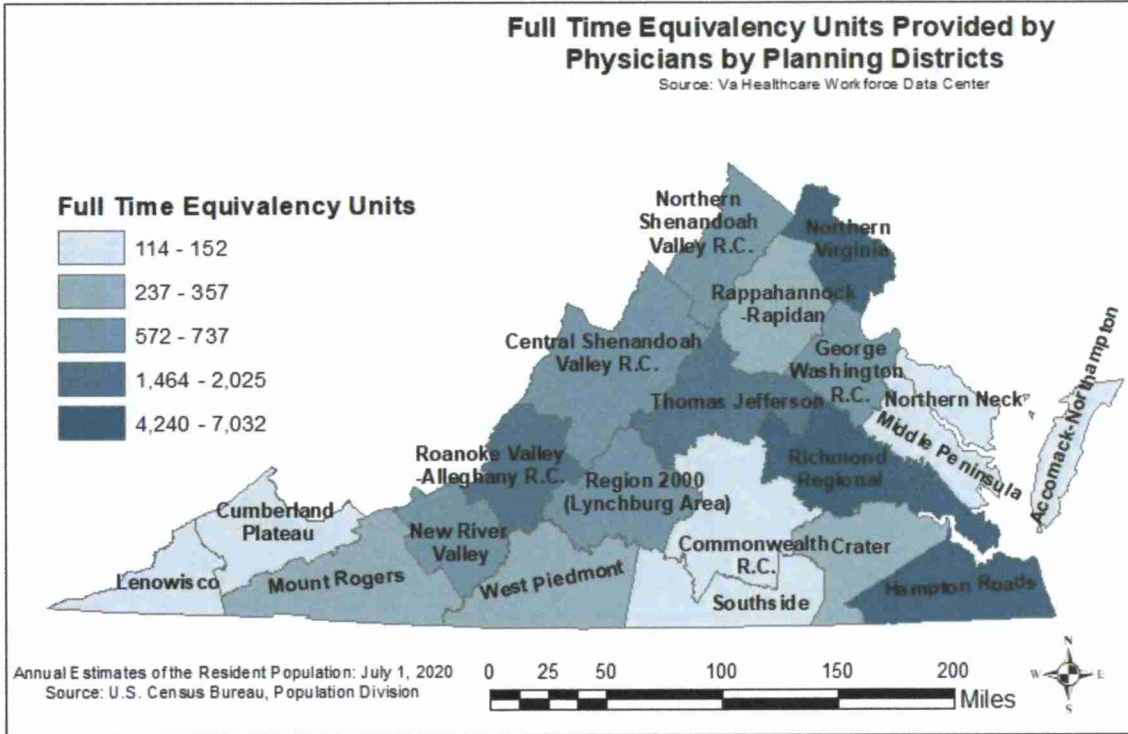 Full Time Equivalency Units Provided by
Physicians by Planning Districts
Source: Va Healthcare Workforce Data Center
Full Time Equivalency Units
114 - 152
237 - 357
572 - 737
1,464 - 2,025
4,240 - 7,032
Northern
Shenandoah
Valley R.C.
Northern
Virginia
Rappahannock
-Rapidan
Central Shenandoah
Valley R.C.
George
Washington
R.C.
Northern Neck
Thomas Jefferson
Middle Peninsula
Accomack-Northampton
Roanoke Valley
-Alleghany R.C.
Region 2000
(Lynchburg Area)
Richmond
Regional
Cumberland
Plateau
New River
Valley
Commonwealth
R.C.
Crater
Lenowisco
Mount Rogers
West Piedmont
Southside
Hampton Roads
Annual Estimates of the Resident Population: July 1, 2020
Source: U.S. Census Bureau, Population Division
0 25 50 100 150 200
Miles
N
W E
S